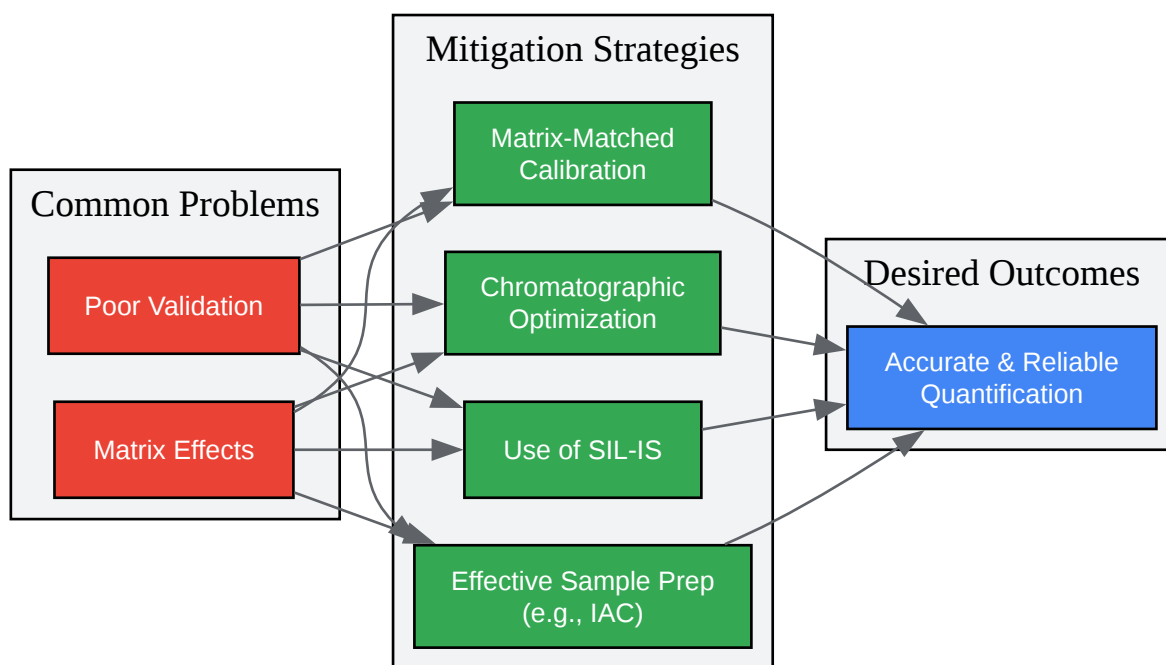 Common Problems
Poor Validation
Matrix Effects
Mitigation Strategies
Matrix-Matched
Calibration
Chromatographic
Optimization
Use of SIL-IS
Effective Sample Prep
(e.g., IAC)
Desired Outcomes
Accurate & Reliable
Quantification